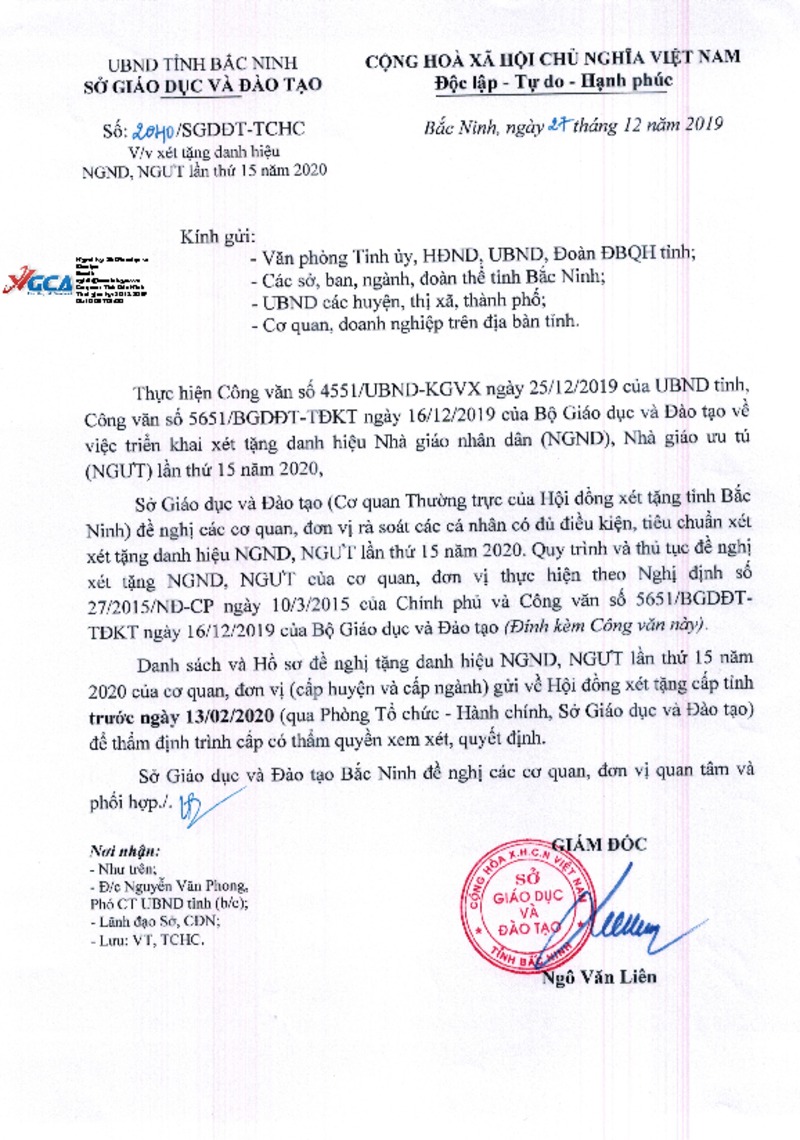 UBND TỈNH BẮC NINH
SỞ GIÁO DỤC VÀ ĐÀO TẠO
CỘNG HOÀ XÃ HỘI CHỦ NGHĨA VIỆT NAM
Độc lập - Tự do - Hạnh phúc
Số: 2040/SGDĐT-TCHC
V/v xét tặng danh hiệu
NGND, NGƯT lần thứ 15 năm 2020
Bắc Ninh, ngày 27 tháng 12 năm 2019
Kính gửi:
- Văn phòng Tỉnh ủy, HĐND, UBND, Đoàn ĐBQH tỉnh;
- Các sở, ban, ngành, đoàn thể tỉnh Bắc Ninh;
- UBND các huyện, thị xã, thành phố;
- Cơ quan, doanh nghiệp trên địa bàn tỉnh.
VGCA
Thực hiện Công văn số 4551/UBND-KGVX ngày 25/12/2019 của UBND tỉnh,
Công văn số 5651/BGDĐT-TĐKT ngày 16/12/2019 của Bộ Giáo dục và Đào tạo về
việc triển khai xét tặng danh hiệu Nhà giáo nhân dân (NGND), Nhà giáo ưu tú
(NGƯT) lần thứ 15 năm 2020,
Sở Giáo dục và Đào tạo (Cơ quan Thường trực của Hội đồng xét tặng tỉnh Bắc
Ninh) đề nghị các cơ quan, đơn vị rà soát các cá nhân có đủ điều kiện, tiêu chuẩn xét
xét tặng danh hiệu NGND, NGƯT lần thứ 15 năm 2020. Quy trình và thủ tục đề nghị
xét tặng NGND, NGƯT của cơ quan, đơn vị thực hiện theo Nghị định số
27/2015/NĐ-CP ngày 10/3/2015 của Chính phủ và Công văn số 5651/BGDĐT-
TĐKT ngày 16/12/2019 của Bộ Giáo dục và Đào tạo (Đính kèm Công văn này).
Danh sách và Hồ sơ đề nghị tặng danh hiệu NGND, NGƯT lần thứ 15 năm
2020 của cơ quan, đơn vị (cấp huyện và cấp ngành) gửi về Hội đồng xét tặng cấp tỉnh
trước ngày 13/02/2020 (qua Phòng Tổ chức - Hành chính, Sở Giáo dục và Đào tạo)
để thẩm định trình cấp có thẩm quyền xem xét, quyết định.
Sở Giáo dục và Đào tạo Bắc Ninh đề nghị các cơ quan, đơn vị quan tâm và
phối hợp./.
Nơi nhận:
- Như trên;
- Đ/c Nguyễn Văn Phong,
Phó CT UBND tỉnh (b/c);
- Lãnh đạo Sở, CĐN;
- Lưu: VT, TCHC.
GIÁM ĐỐC
CỘNG HÒA X.H.C.N VIỆT NAM
SỞ
GIÁO DỤC
VÀ
ĐÀO TẠO
TỈNH BẮC NINH
Ngô Văn Liên